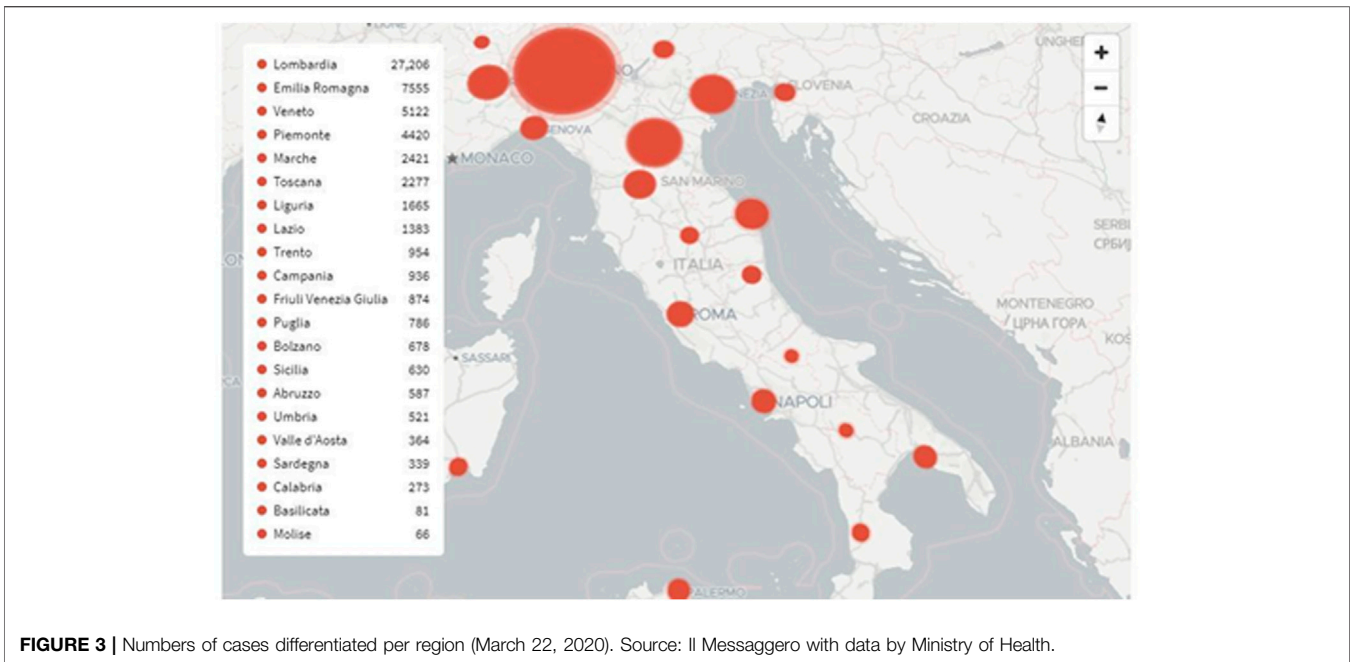 Lombardia 27,206
Emilia Romagna 7555
Veneto 5122
Piemonte 4420
Marche 2421
Toscana 2277
Liguria 1665
Lazio 1383
Trento 954
Campania 936
Friuli Venezia Giulia 874
Puglia 786
Bolzano 678
Sicilia 630
Abruzzo 587
Umbria 521
Valle d'Aosta 364
Sardegna 339
Calabria 273
Basilicata 81
Molise 66
UNGHER
+
−
SLOVENIA
NEZIA
CROAZIA
GENOVA
MONACO
SAN MARINO
SERBI
СРБИЈ
ITALIA
MONTENEGRO
/ ЦРНА ГОРА
ROMA
KOS
SASSARI
NAPOLI
ALBANIA
PALERMO
FIGURE 3 | Numbers of cases differentiated per region (March 22, 2020). Source: Il Messaggero with data by Ministry of Health.